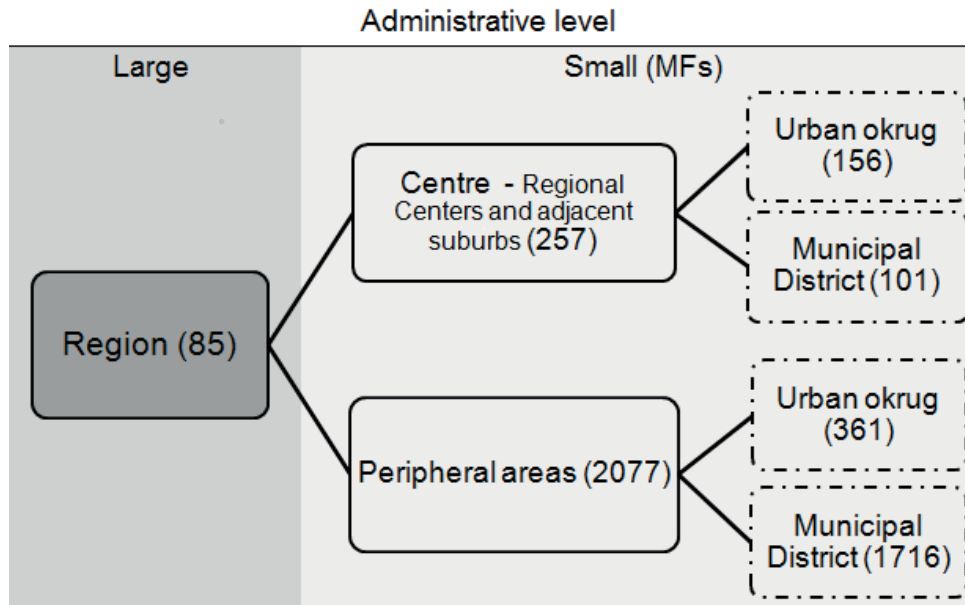 Administrative level
Large
Small (MFs)
Region (85)
Centre - Regional
Centers and adjacent
suburbs (257)
Urban okrug
(156)
Municipal
District (101)
Peripheral areas (2077)
Urban okrug
(361)
Municipal
District (1716)